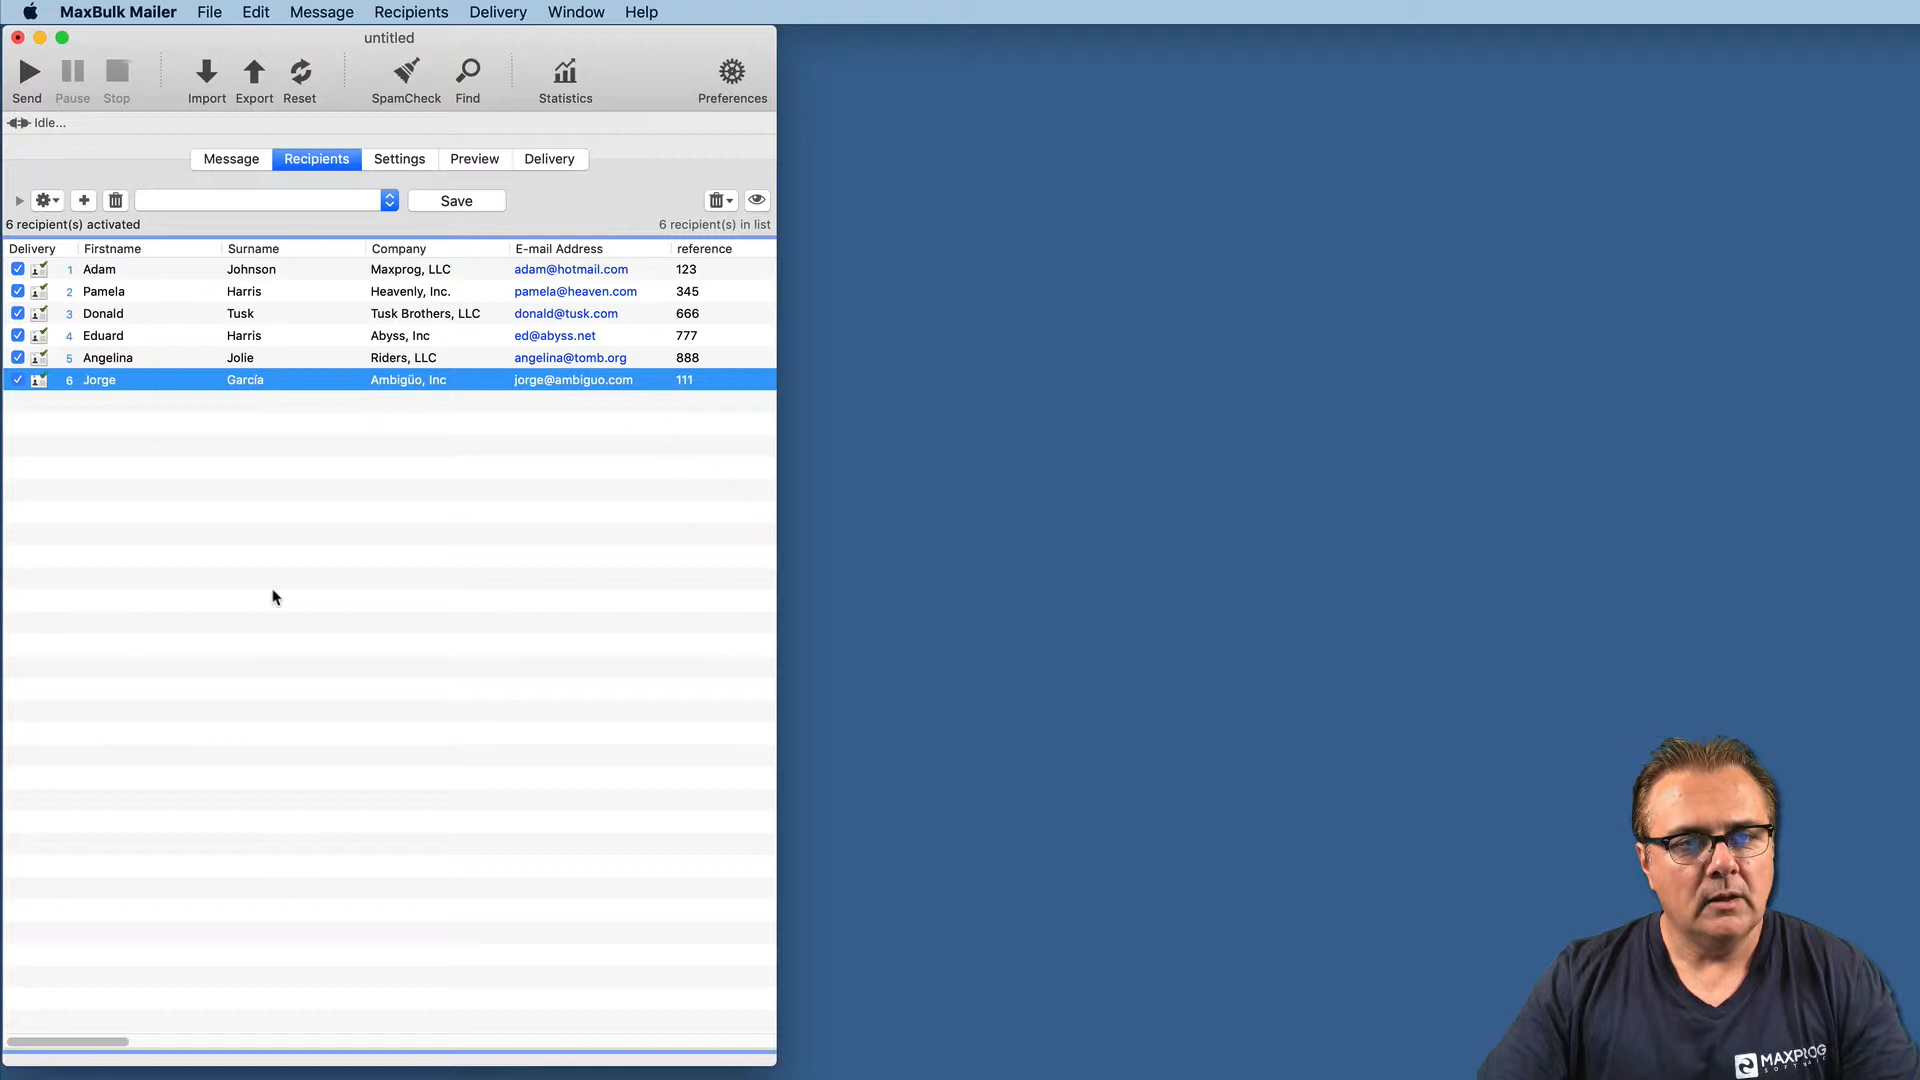 MaxBulk Mailer File Edit Message Recipients Delivery Window Help
untitled
Send Pause Stop Import Export Reset SpamCheck Find Statistics Preferences
Idle...
Message Recipients Settings Preview Delivery
Save
6 recipient(s) activated 6 recipient(s) in list
Delivery Firstname Surname Company E-mail Address reference
1 Adam Johnson Maxprog, LLC adam@hotmail.com 123
2 Pamela Harris Heavenly, Inc. pamela@heaven.com 345
3 Donald Tusk Tusk Brothers, LLC donald@tusk.com 666
4 Eduard Harris Abyss, Inc ed@abyss.net 777
5 Angelina Jolie Riders, LLC angelina@tomb.org 888
6 Jorge García Ambigüo, Inc jorge@ambiguo.com 111
MAXPROG